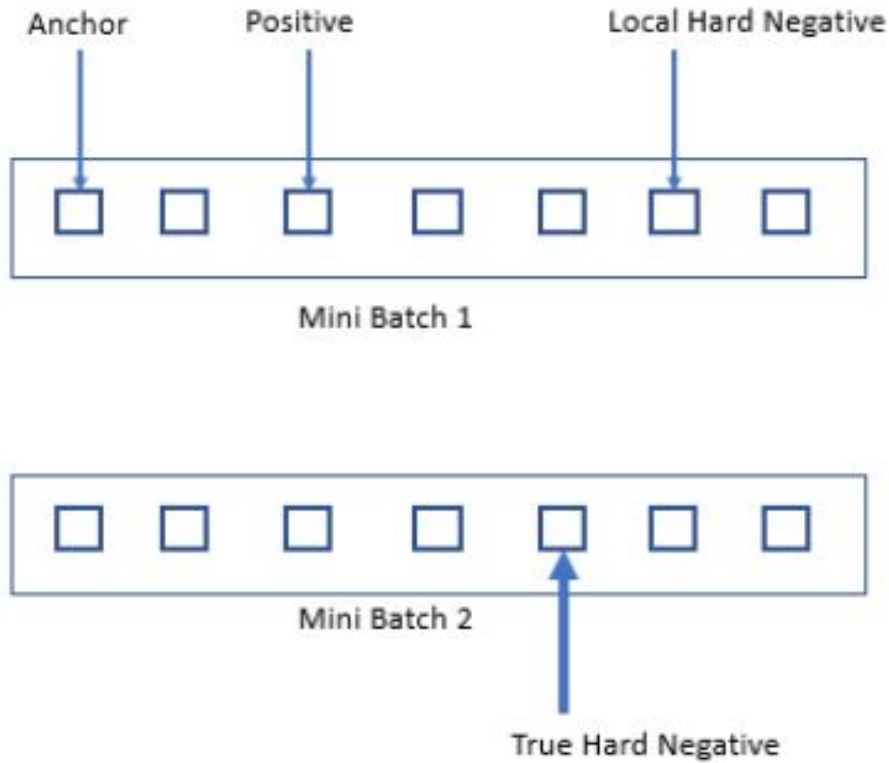 Anchor
Positive
Local Hard Negative
Mini Batch 1
Mini Batch 2
True Hard Negative